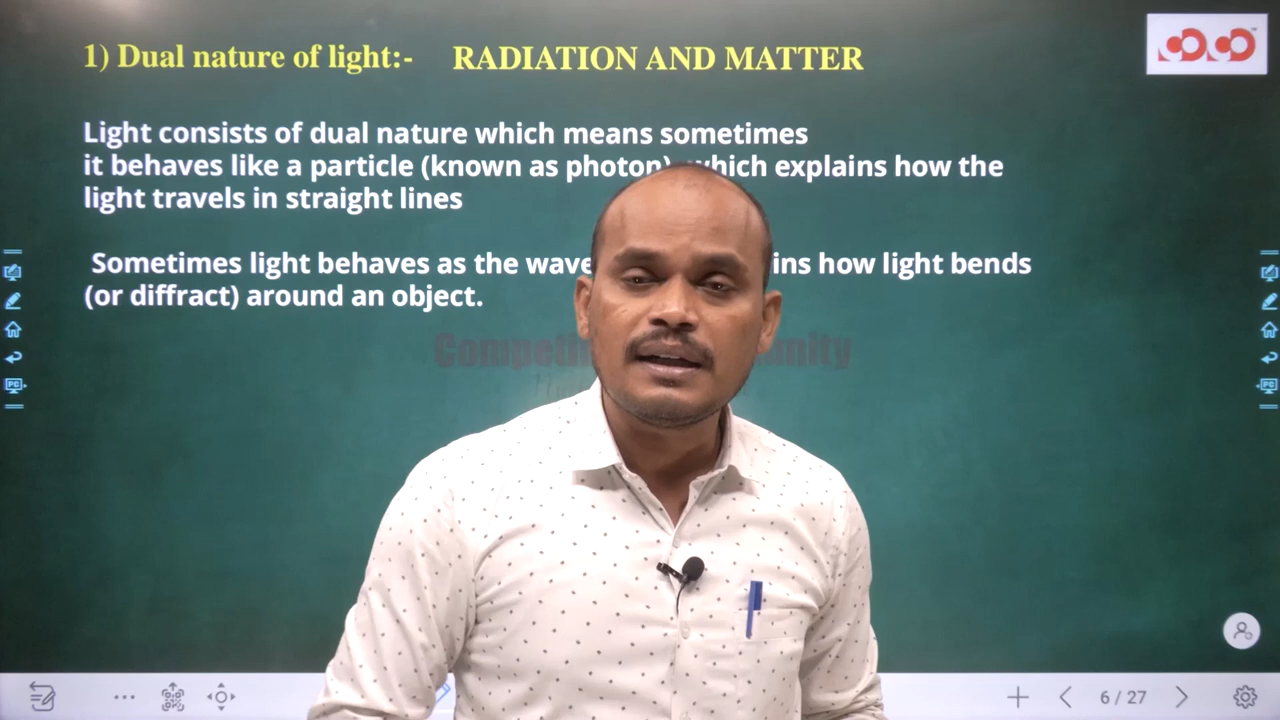 1) Dual nature of light:- RADIATION AND MATTER
Light consists of dual nature which means sometimes
it behaves like a particle (known as photon), which explains how the
light travels in straight lines
Sometimes light behaves as the wave how light bends
(or diffract) around an object.
PC
PC
6 / 27